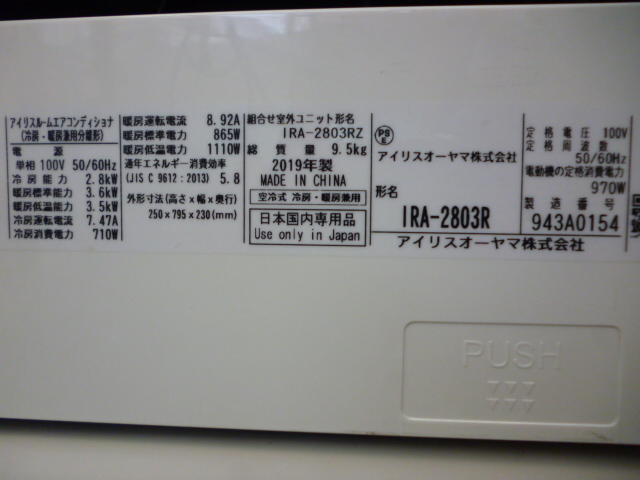 アイリスルームエアコンディショナ
(冷房・暖房兼用分離形)
電源
単相 100V 50/60Hz
冷房能力 2.8kW
暖房標準能力 3.6kW
暖房低温能力 3.5kW
冷房運転電流 7.47A
冷房消費電力 710W
暖房運転電流 8.92A
暖房標準電力 865W
暖房低温電力 1110W
通年エネルギー消費効率
(JIS C 9612:2013) 5.8
外形寸法(高さ×幅×奥行)
250×795×230(mm)
組合せ室外ユニット形名
IRA-2803RZ
総質量 9.5kg
2019年製
MADE IN CHINA
空冷式 冷房・暖房兼用
日本国内専用品
Use only in Japan
PSE
アイリスオーヤマ株式会社
形名
IRA-2803R
定格電圧 100V
定格周波数
50/60Hz
電動機の定格消費電力
970W
製造番号
943A0154
アイリスオーヤマ株式会社
PUSH